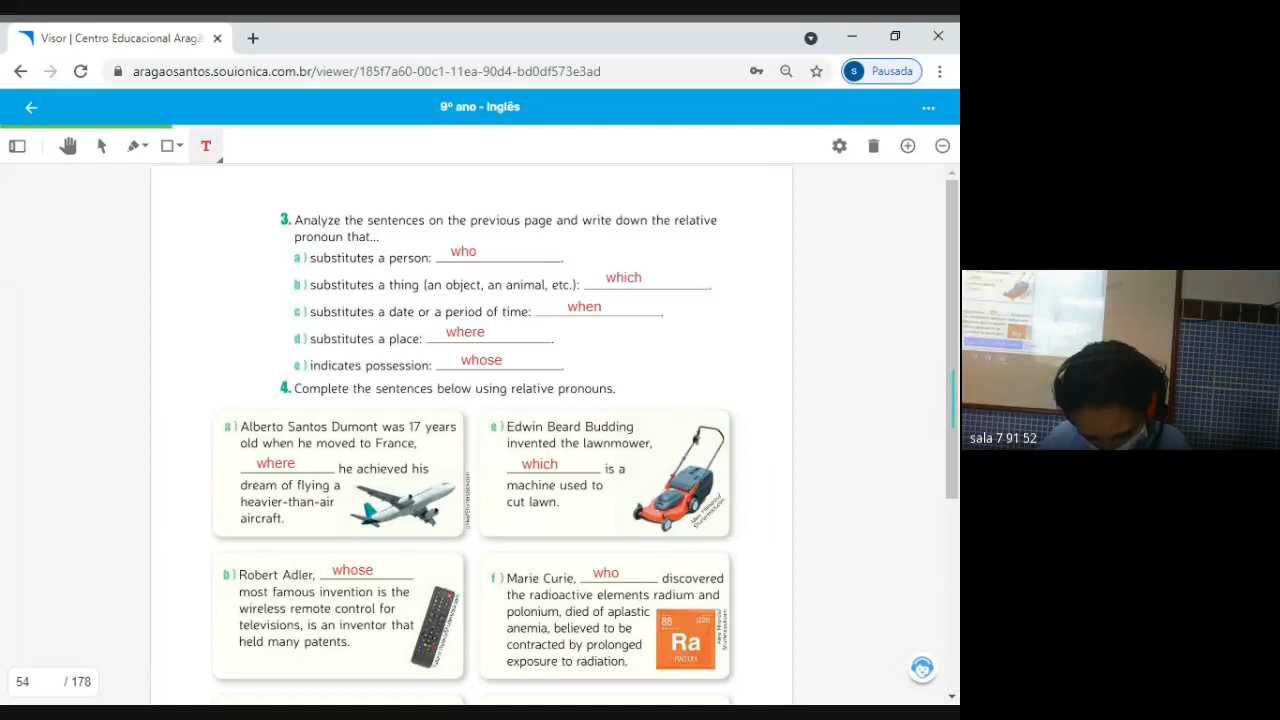 Visor | Centro Educacional Aragã
aragaosantos.souionica.com.br/viewer/185f7a60-00c1-11ea-90d4-bd0df573e3ad
S Pausada
9º ano - Inglês
T
3. Analyze the sentences on the previous page and write down the relative
pronoun that...
a) substitutes a person: who.
b) substitutes a thing (an object, an animal, etc.): which.
c) substitutes a date or a period of time: when.
d) substitutes a place: where.
e) indicates possession: whose.
4. Complete the sentences below using relative pronouns.
a) Alberto Santos Dumont was 17 years
old when he moved to France,
where he achieved his
dream of flying a
heavier-than-air
aircraft.
e) Edwin Beard Budding
invented the lawnmower,
which is a
machine used to
cut lawn.
b) Robert Adler, whose
most famous invention is the
wireless remote control for
televisions, is an inventor that
held many patents.
f) Marie Curie, who discovered
the radioactive elements radium and
polonium, died of aplastic
anemia, believed to be
contracted by prolonged
exposure to radiation.
88 (226)
Ra
RADIUM
54 / 178
sala 7 91 52